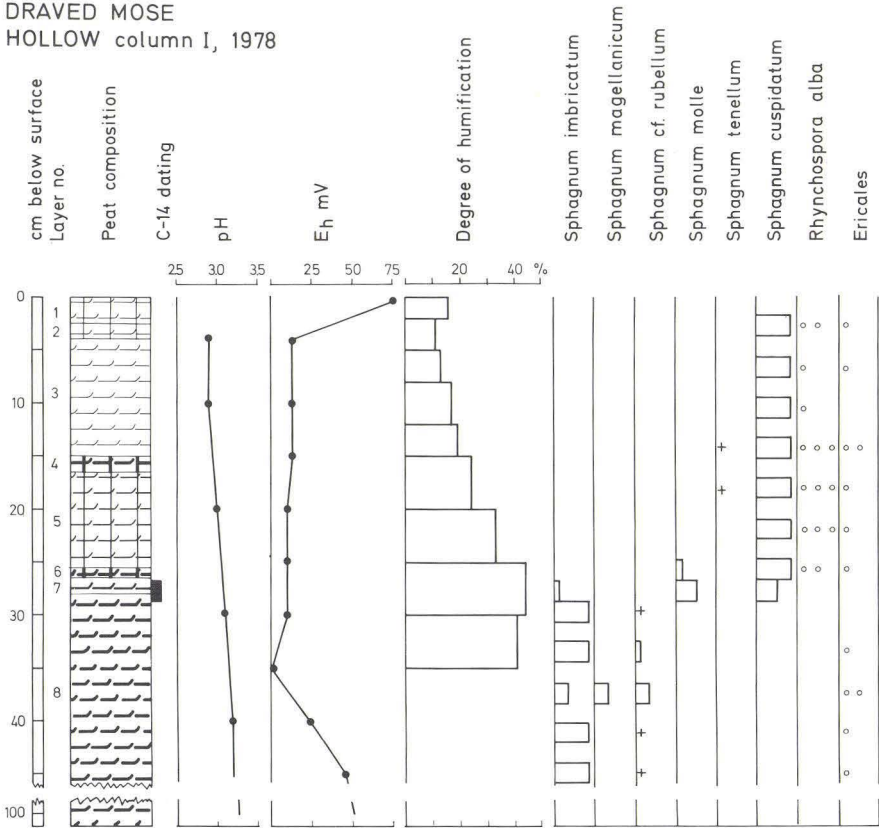 DRAVED MOSE
HOLLOW column I, 1978
cm below surface
Layer no.
Peat composition
C-14 dating
pH
Eh mV
Degree of humification
Sphagnum imbricatum
Sphagnum magellanicum
Sphagnum cf. rubellum
Sphagnum molle
Sphagnum tenellum
Sphagnum cuspidatum
Rhynchospora alba
Ericales
2.5 3.0 3.5 25 50 75 20 40 %
0
1
2
3
10
4
20
5
6
7
30
8
40
100